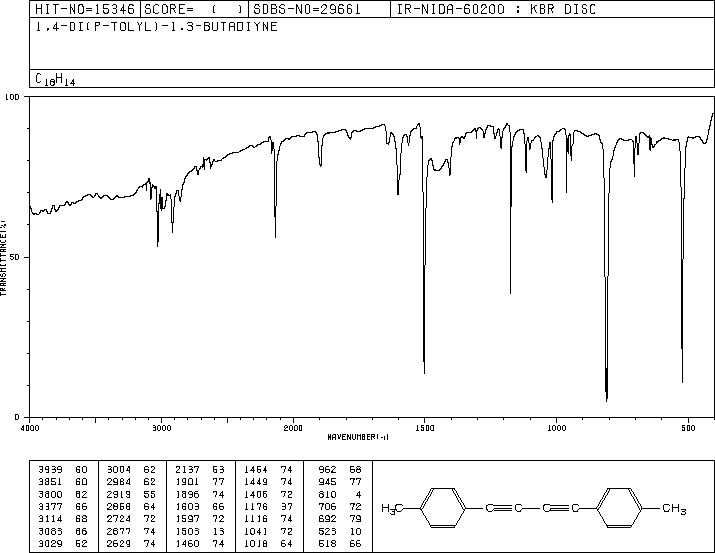 HIT-NO=15346 SCORE= ( ) SDBS-NO=29661 IR-NIDA-60200 : KBR DISC
1,4-DI(P-TOLYL)-1,3-BUTADIYNE
C18H14
100
50
0
TRANSMITTANCE(%)
4000 3000 2000 1500 1000 500
WAVENUMBER(-1)
3939 60 3004 62 2137 53 1464 74 962 68
3851 60 2984 62 1901 77 1449 74 945 77
3800 62 2919 55 1896 74 1406 72 810 4
3377 66 2868 64 1603 66 1176 37 706 72
3114 68 2724 72 1597 72 1116 74 692 79
3083 66 2677 74 1503 13 1041 72 523 10
3029 52 2629 74 1460 74 1018 64 518 66
H3C CH3
C C C C